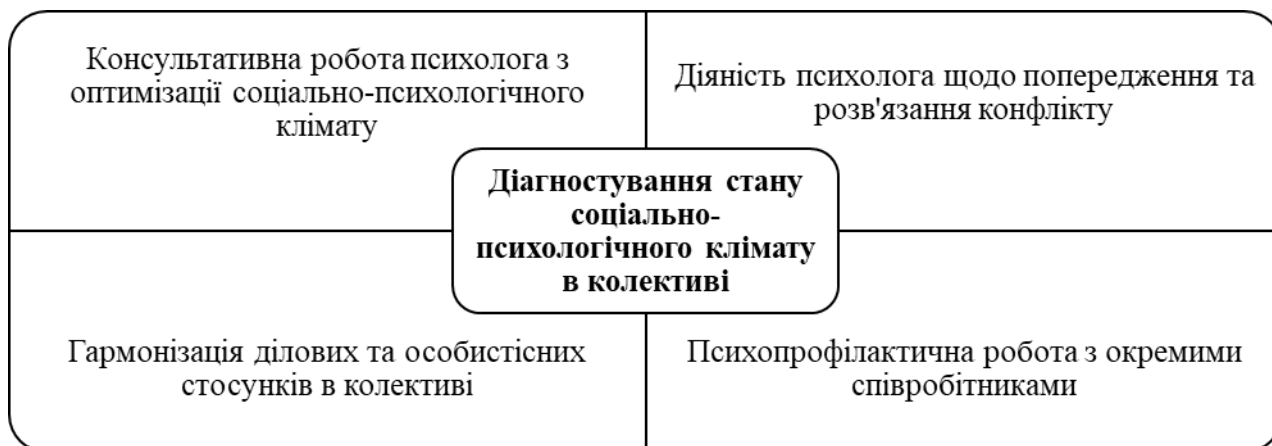 Консультативна робота психолога з
оптимізації соціально-психологічного
клімату
Діяність психолога щодо попередження та
розв'язання конфлікту
Діагностування стану
соціально-
психологічного клімату
в колективі
Гармонізація ділових та особистісних
стосунків в колективі
Психопрофілактична робота з окремими
співробітниками